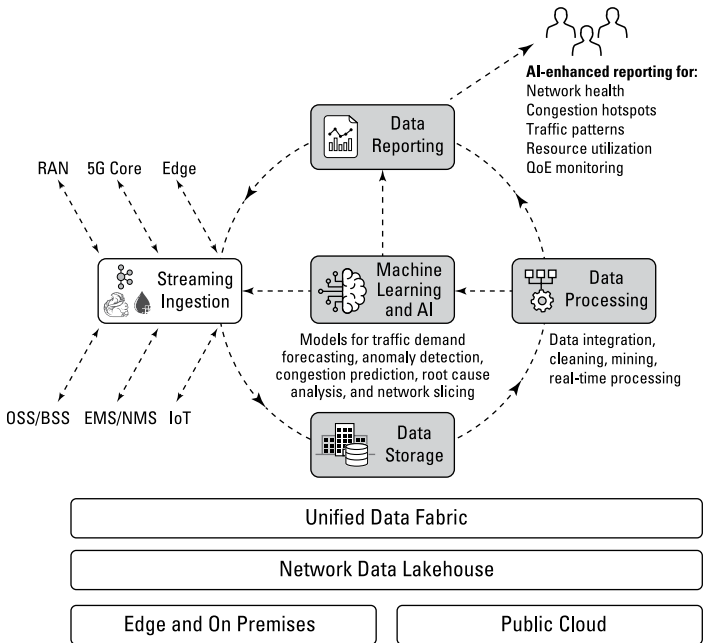 AI-enhanced reporting for:
Network health
Congestion hotspots
Traffic patterns
Resource utilization
QoE monitoring
Data
Reporting
RAN 5G Core Edge
Streaming
Ingestion
Machine
Learning
and AI
Data
Processing
Models for traffic demand
forecasting, anomaly detection,
congestion prediction, root cause
analysis, and network slicing
Data integration,
cleaning, mining,
real-time processing
OSS/BSS EMS/NMS IoT
Data
Storage
Unified Data Fabric
Network Data Lakehouse
Edge and On Premises
Public Cloud